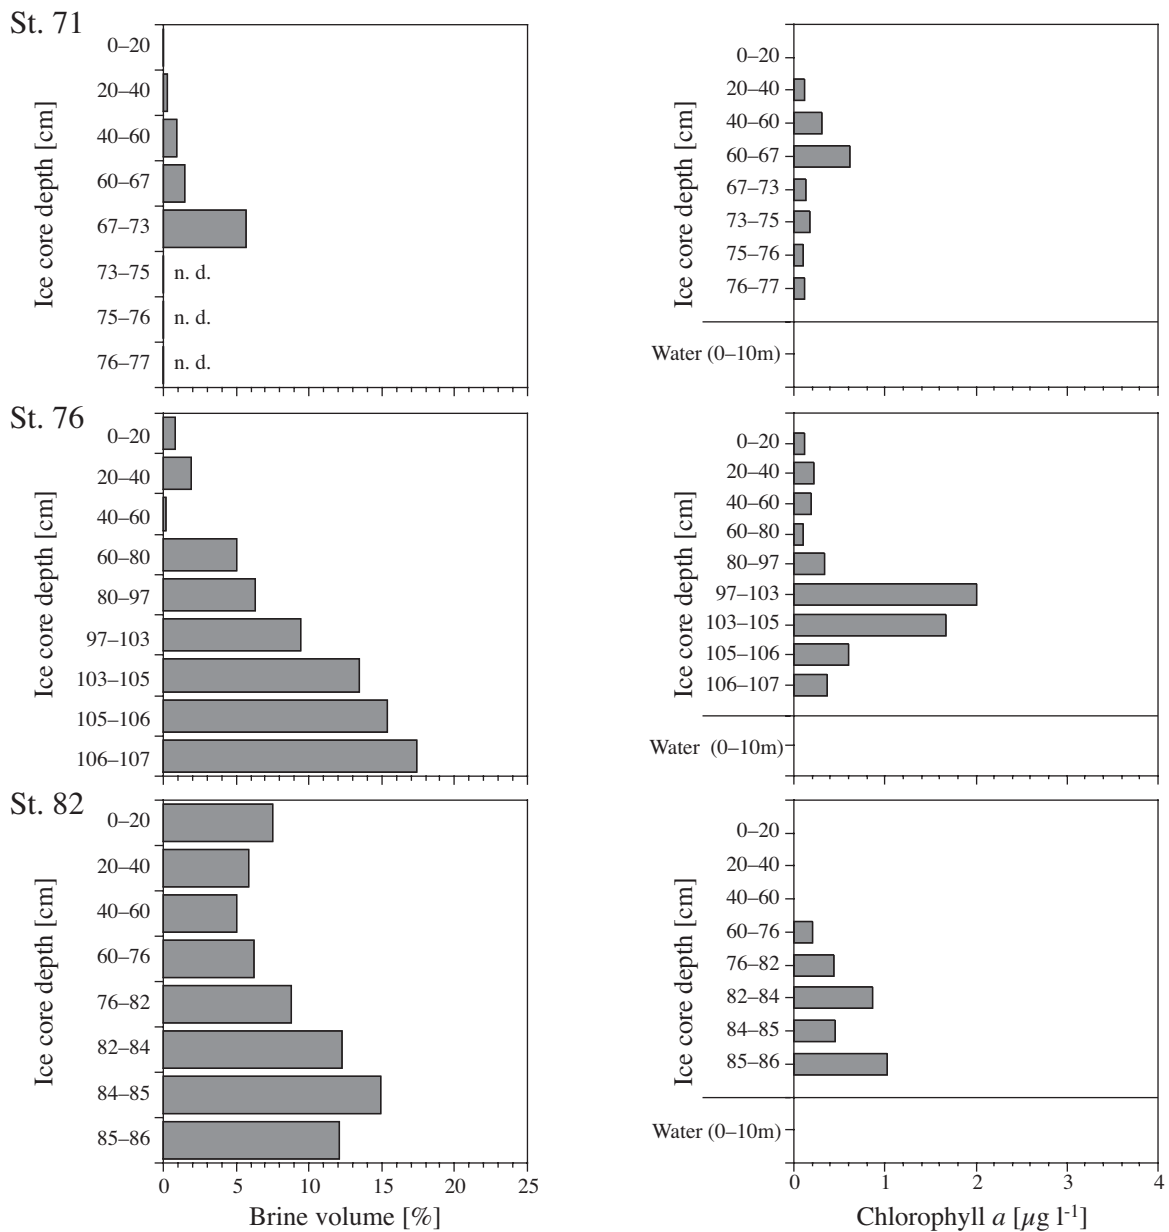 St. 71
Ice core depth [cm]
0–20
20–40
40–60
60–67
67–73
73–75
75–76
76–77
n. d.
n. d.
n. d.
Ice core depth [cm]
0–20
20–40
40–60
60–67
67–73
73–75
75–76
76–77
Water (0–10m)
St. 76
Ice core depth [cm]
0–20
20–40
40–60
60–80
80–97
97–103
103–105
105–106
106–107
Ice core depth [cm]
0–20
20–40
40–60
60–80
80–97
97–103
103–105
105–106
106–107
Water (0–10m)
St. 82
Ice core depth [cm]
0–20
20–40
40–60
60–76
76–82
82–84
84–85
85–86
0 5 10 15 20 25
Brine volume [%]
Ice core depth [cm]
0–20
20–40
40–60
60–76
76–82
82–84
84–85
85–86
Water (0–10m)
0 1 2 3 4
Chlorophyll a [µg l⁻¹]